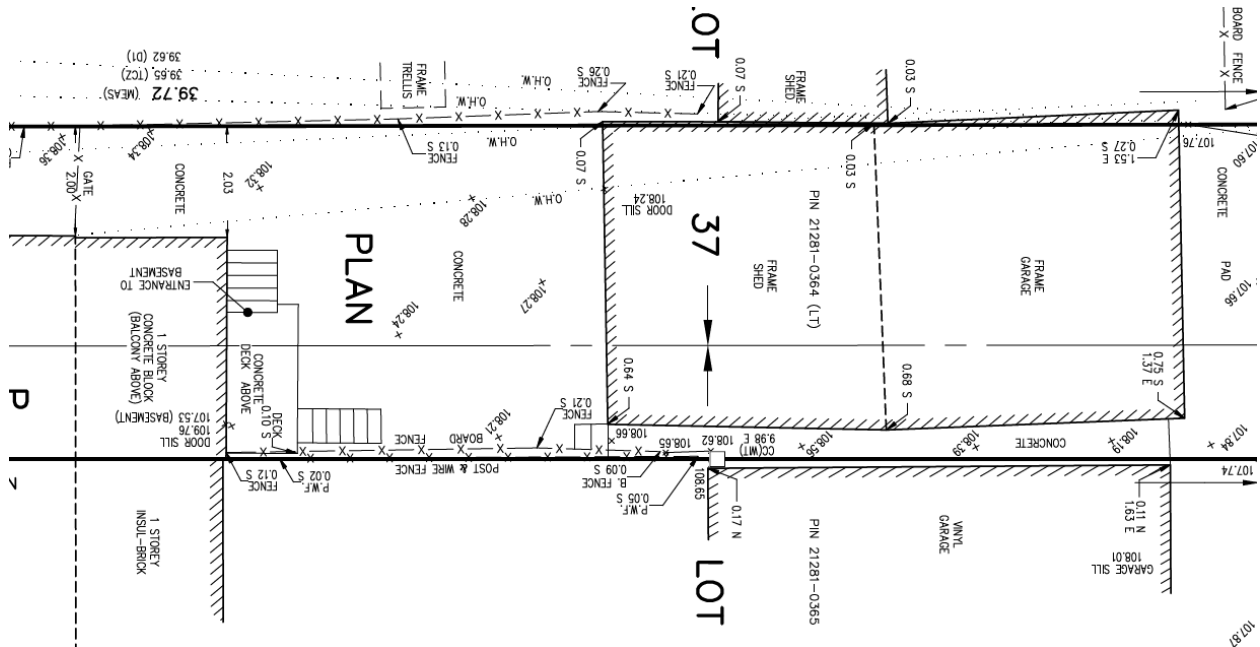 39.62 (D1)
39.65 (TCZ)
39.72 (MEAS)
FRAME
TRELLIS
O.H.W.
O.H.W.
FENCE
0.26 S
FENCE
0.21 S
LOT
0.07 S
FRAME
SHED
0.03 S
BOARD FENCE
X
108.36
108.34
O.H.W.
FENCE
0.13 S
0.07 S
0.03 S
1.53 E
0.27 S
107.76
107.60
GATE
2.00
CONCRETE
2.03
108.32
108.28
O.H.W.
DOOR SILL
108.24
37
PIN 21281-0364 (LT)
CONCRETE
PAD
107.66
ENTRANCE TO
BASEMENT
PLAN
CONCRETE
108.27
108.24
FRAME
SHED
FRAME
GARAGE
1 STOREY
CONCRETE BLOCK
(BALCONY ABOVE)
CONCRETE
DECK ABOVE
DECK
0.10 S
P
DOOR SILL
109.76
107.53 (BASEMENT)
BOARD
FENCE
108.21
FENCE
0.21 S
0.64 S
0.68 S
0.75 S
1.37 E
108.66
108.65
108.62
CC(WIT)
9.98 E
108.56
108.39
CONCRETE
108.19
107.84
107.74
FENCE
0.12 S
P.W.F.
0.02 S
POST & WIRE FENCE
B. FENCE
0.09 S
P.W.F.
0.05 S
108.65
0.17 N
LOT
PIN 21281-0365
VINYL
GARAGE
0.11 N
1.63 E
GARAGE SILL
108.01
1 STOREY
INSUL-BRICK
107.87